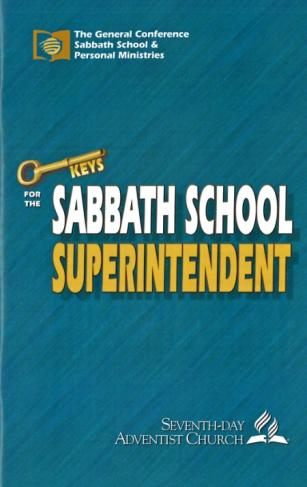 The General Conference
Sabbath School &
Personal Ministries
KEYS
FOR
THE
SABBATH SCHOOL
SUPERINTENDENT
SEVENTH-DAY
ADVENTIST CHURCH